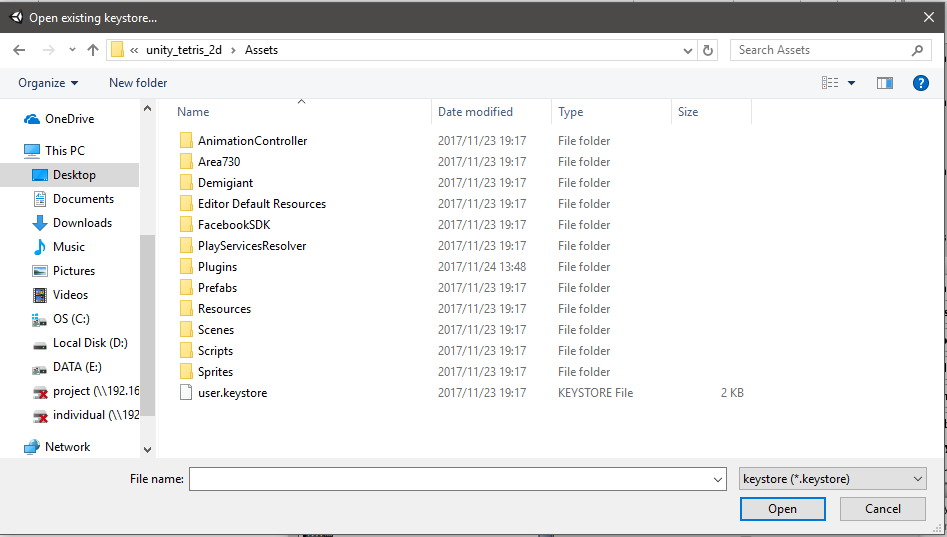 Open existing keystore...
« unity_tetris_2d > Assets
Search Assets
Organize New folder
Name Date modified Type Size
OneDrive
This PC
Desktop
Documents
Downloads
Music
Pictures
Videos
OS (C:)
Local Disk (D:)
DATA (E:)
project (\\192.16
individual (\\192
Network
AnimationController 2017/11/23 19:17 File folder
Area730 2017/11/23 19:17 File folder
Demigiant 2017/11/23 19:17 File folder
Editor Default Resources 2017/11/23 19:17 File folder
FacebookSDK 2017/11/23 19:17 File folder
PlayServicesResolver 2017/11/23 19:17 File folder
Plugins 2017/11/24 13:48 File folder
Prefabs 2017/11/23 19:17 File folder
Resources 2017/11/23 19:17 File folder
Scenes 2017/11/23 19:17 File folder
Scripts 2017/11/23 19:17 File folder
Sprites 2017/11/23 19:17 File folder
user.keystore 2017/11/23 19:17 KEYSTORE File 2 KB
File name:
keystore (*.keystore)
Open Cancel